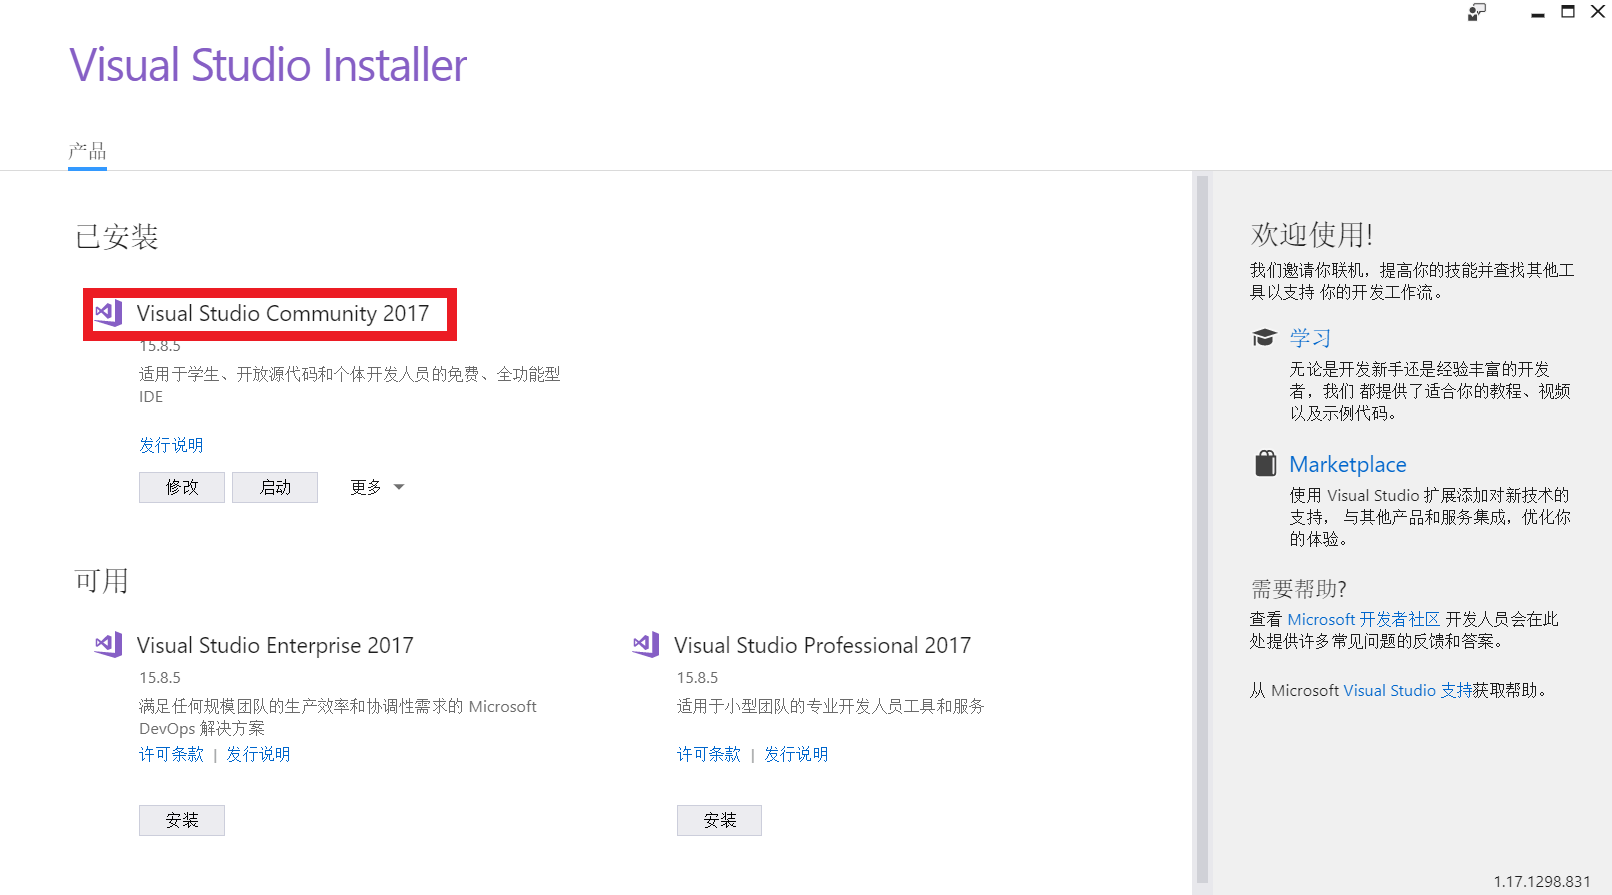 Visual Studio Installer
产品
已安装
Visual Studio Community 2017
15.8.5
适用于学生、开放源代码和个体开发人员的免费、全功能型
IDE
发行说明
修改 启动 更多
可用
Visual Studio Enterprise 2017
15.8.5
满足任何规模团队的生产效率和协调性需求的 Microsoft
DevOps 解决方案
许可条款 | 发行说明
安装
Visual Studio Professional 2017
15.8.5
适用于小型团队的专业开发人员工具和服务
许可条款 | 发行说明
安装
欢迎使用!
我们邀请你联机，提高你的技能并查找其他工
具以支持 你的开发工作流。
学习
无论是开发新手还是经验丰富的开发
者，我们 都提供了适合你的教程、视频
以及示例代码。
Marketplace
使用 Visual Studio 扩展添加对新技术的
支持， 与其他产品和服务集成，优化你
的体验。
需要帮助?
查看 Microsoft 开发者社区 开发人员会在此
处提供许多常见问题的反馈和答案。
从 Microsoft Visual Studio 支持获取帮助。
1.17.1298.831